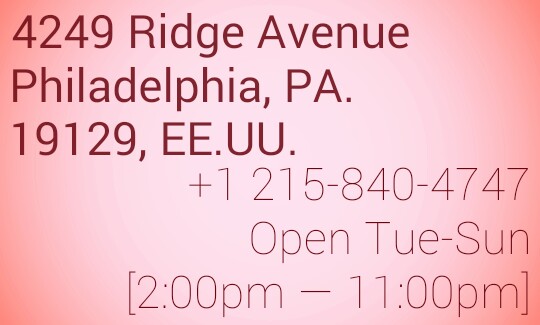 4249 Ridge Avenue
Philadelphia, PA.
19129, EE.UU.
+1 215-840-4747
Open Tue-Sun
[2:00pm — 11:00pm]